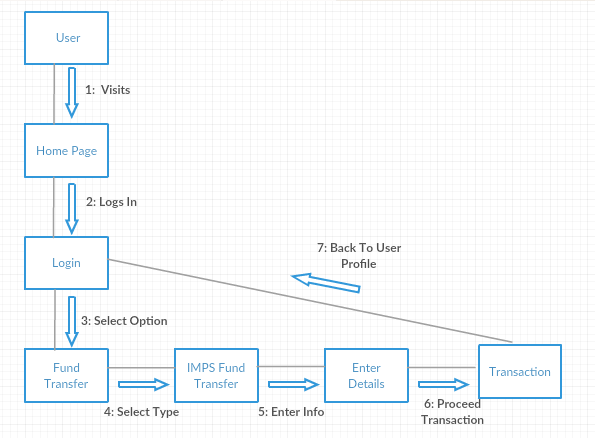 User
1: Visits
Home Page
2: Logs In
Login
7: Back To User
Profile
3: Select Option
Fund
Transfer
IMPS Fund
Transfer
Enter
Details
Transaction
4: Select Type
5: Enter Info
6: Proceed
Transaction